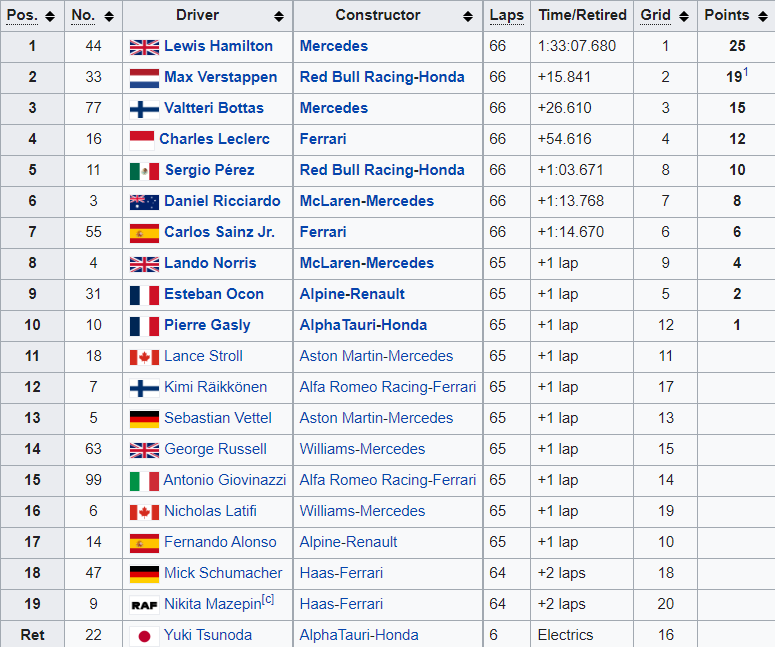 Pos. No. Driver Constructor Laps Time/Retired Grid Points
1 44 Lewis Hamilton Mercedes 66 1:33:07.680 1 25
2 33 Max Verstappen Red Bull Racing-Honda 66 +15.841 2 19¹
3 77 Valtteri Bottas Mercedes 66 +26.610 3 15
4 16 Charles Leclerc Ferrari 66 +54.616 4 12
5 11 Sergio Pérez Red Bull Racing-Honda 66 +1:03.671 8 10
6 3 Daniel Ricciardo McLaren-Mercedes 66 +1:13.768 7 8
7 55 Carlos Sainz Jr. Ferrari 66 +1:14.670 6 6
8 4 Lando Norris McLaren-Mercedes 65 +1 lap 9 4
9 31 Esteban Ocon Alpine-Renault 65 +1 lap 5 2
10 10 Pierre Gasly AlphaTauri-Honda 65 +1 lap 12 1
11 18 Lance Stroll Aston Martin-Mercedes 65 +1 lap 11
12 7 Kimi Räikkönen Alfa Romeo Racing-Ferrari 65 +1 lap 17
13 5 Sebastian Vettel Aston Martin-Mercedes 65 +1 lap 13
14 63 George Russell Williams-Mercedes 65 +1 lap 15
15 99 Antonio Giovinazzi Alfa Romeo Racing-Ferrari 65 +1 lap 14
16 6 Nicholas Latifi Williams-Mercedes 65 +1 lap 19
17 14 Fernando Alonso Alpine-Renault 65 +1 lap 10
18 47 Mick Schumacher Haas-Ferrari 64 +2 laps 18
19 9 RAF Nikita Mazepin[c] Haas-Ferrari 64 +2 laps 20
Ret 22 Yuki Tsunoda AlphaTauri-Honda 6 Electrics 16